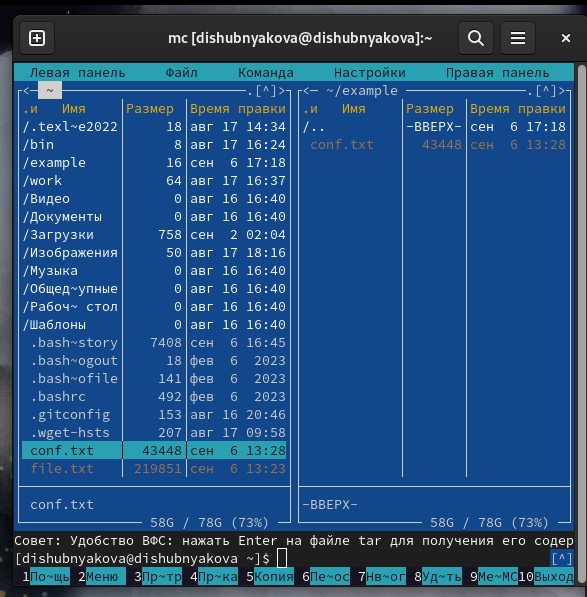 mc [dishubnyakova@dishubnyakova]:~
Левая панель Файл Команда Настройки Правая панель
<─ ~ .[^]> <─ ~/example .[^]>
.и Имя Размер Время правки .и Имя Размер Время правки
/.texl~e2022 18 авг 17 14:34 /.. -ВВЕРХ- сен 6 17:18
/bin 8 авг 17 16:24 conf.txt 43448 сен 6 13:28
/example 16 сен 6 17:18
/work 64 авг 17 16:37
/Видео 0 авг 16 16:40
/Документы 0 авг 16 16:40
/Загрузки 758 сен 2 02:04
/Изображения 50 авг 17 18:16
/Музыка 0 авг 16 16:40
/Общед~упные 0 авг 16 16:40
/Рабоч~ стол 0 авг 16 16:40
/Шаблоны 0 авг 16 16:40
.bash~story 7408 сен 6 16:45
.bash~ogout 18 фев 6 2023
.bash~ofile 141 фев 6 2023
.bashrc 492 фев 6 2023
.gitconfig 153 авг 16 20:46
.wget-hsts 207 авг 17 09:58
conf.txt 43448 сен 6 13:28
file.txt 219851 сен 6 13:23
conf.txt -ВВЕРХ-
58G / 78G (73%) 58G / 78G (73%)
Совет: Удобство ВФС: нажать Enter на файле tar для получения его содер
[dishubnyakova@dishubnyakova ~]$ [^]
1По~щь 2Меню 3Пр~тр 4Пр~ка 5Копия 6Пе~ос 7Нв~ог 8Уд~ть 9Ме~МС 10Выход